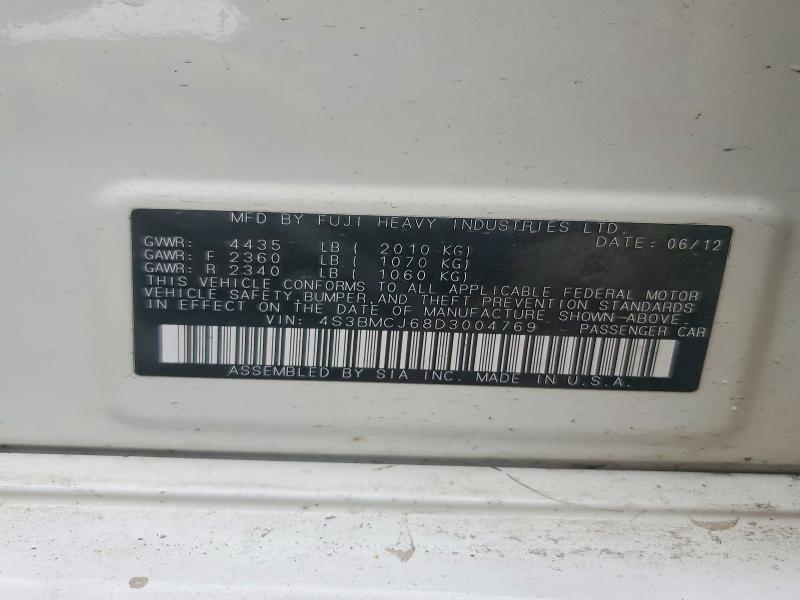 MFD BY FUJI HEAVY INDUSTRIES LTD.
GVWR: 4435 LB ( 2010 KG) DATE: 06/12
GAWR: F 2360 LB ( 1070 KG)
GAWR: R 2340 LB ( 1060 KG)
THIS VEHICLE CONFORMS TO ALL APPLICABLE FEDERAL MOTOR
VEHICLE SAFETY,BUMPER,AND THEFT PREVENTION STANDARDS
IN EFFECT ON THE DATE OF MANUFACTURE SHOWN ABOVE.
VIN: 4S3BMCJ68D3004769 PASSENGER CAR
ASSEMBLED BY SIA INC. MADE IN U.S.A.